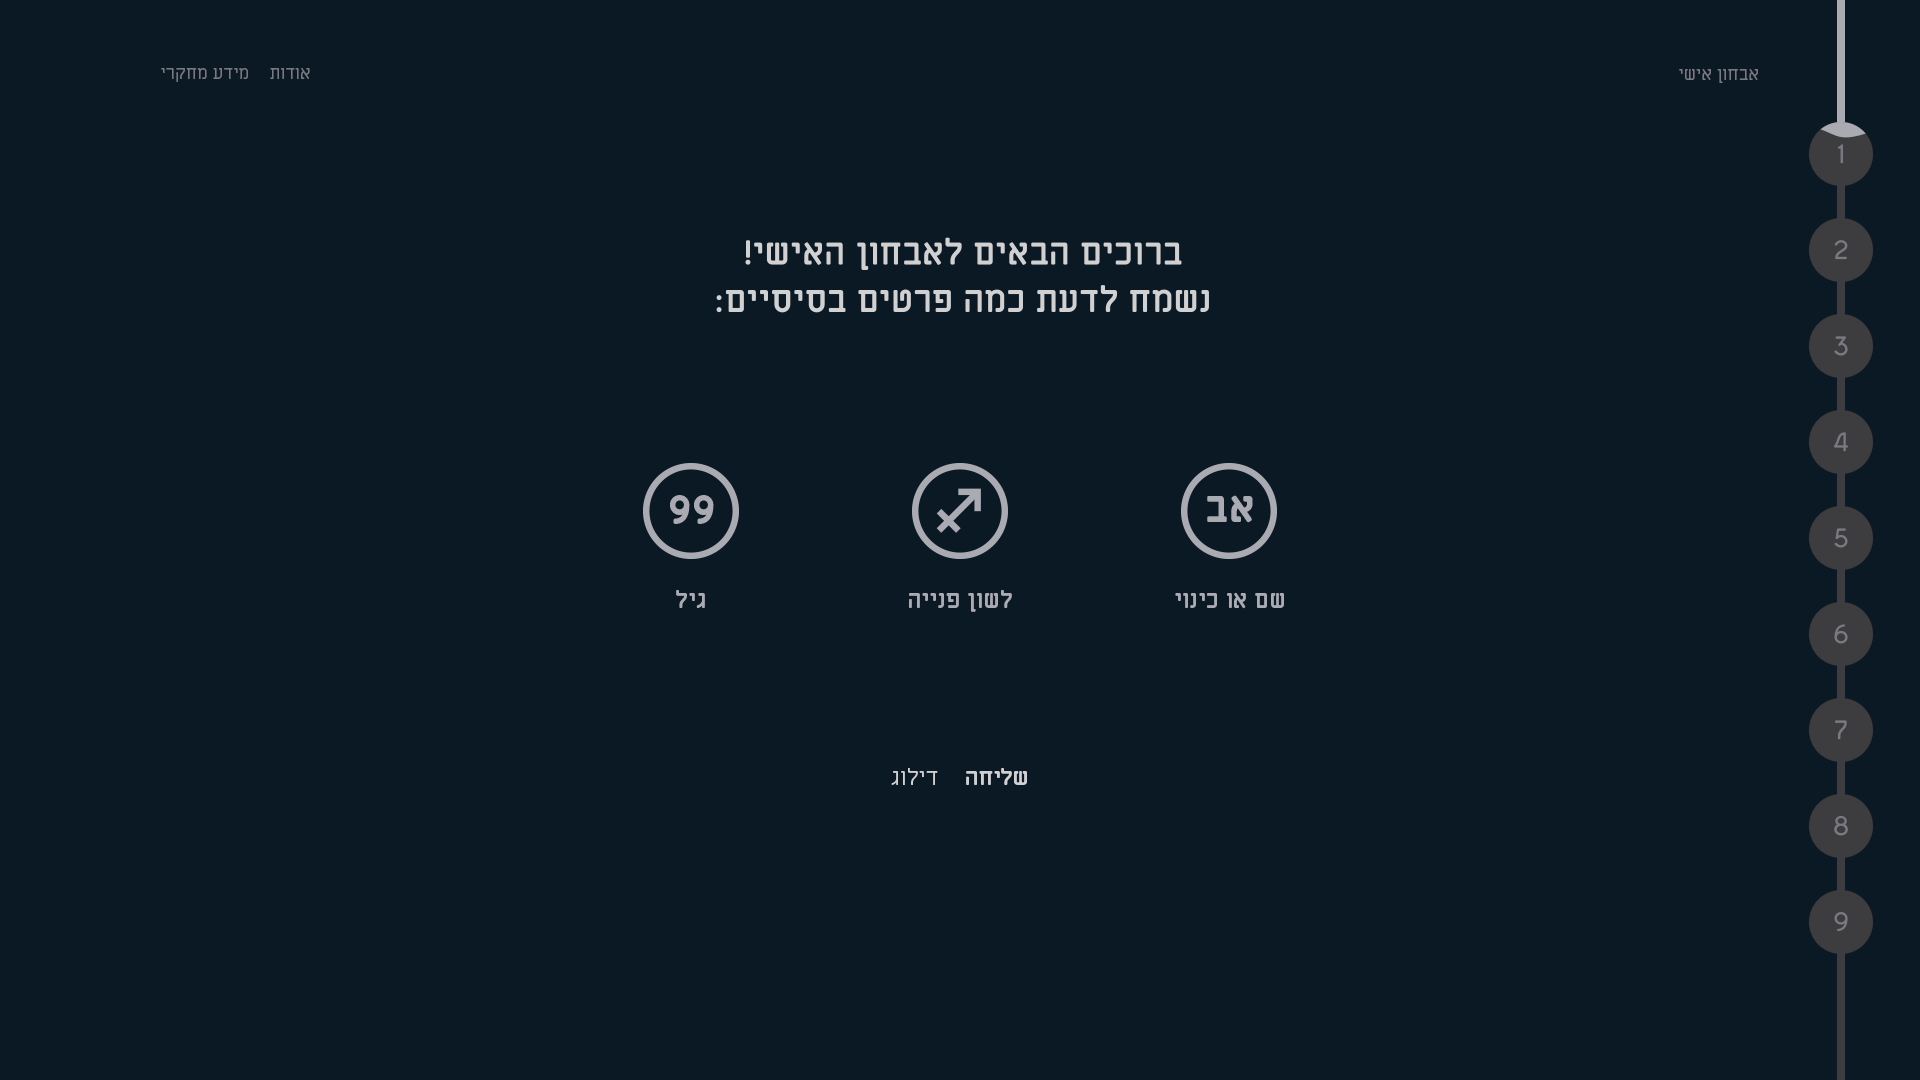 אבחון אישי
אודות
מידע מחקרי
ברוכים הבאים לאבחון האישי!
נשמח לדעת כמה פרטים בסיסיים:
אב
99
שם או כינוי
לשון פנייה
גיל
שליחה
דילוג
1
2
3
4
5
6
7
8
9